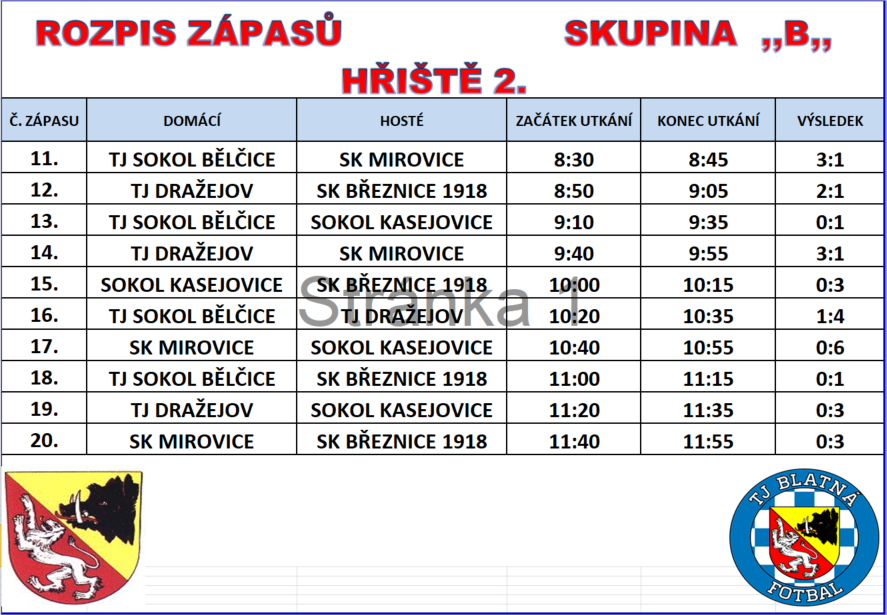 ROZPIS ZÁPASŮ SKUPINA ,,B,,
HŘIŠTĚ 2.
Č. ZÁPASU DOMÁCÍ HOSTÉ ZAČÁTEK UTKÁNÍ KONEC UTKÁNÍ VÝSLEDEK
11. TJ SOKOL BĚLČICE SK MIROVICE 8:30 8:45 3:1
12. TJ DRAŽEJOV SK BŘEZNICE 1918 8:50 9:05 2:1
13. TJ SOKOL BĚLČICE SOKOL KASEJOVICE 9:10 9:35 0:1
14. TJ DRAŽEJOV SK MIROVICE 9:40 9:55 3:1
15. SOKOL KASEJOVICE SK BŘEZNICE 1918 10:00 10:15 0:3
Stránka 1
16. TJ SOKOL BĚLČICE TJ DRAŽEJOV 10:20 10:35 1:4
17. SK MIROVICE SOKOL KASEJOVICE 10:40 10:55 0:6
18. TJ SOKOL BĚLČICE SK BŘEZNICE 1918 11:00 11:15 0:1
19. TJ DRAŽEJOV SOKOL KASEJOVICE 11:20 11:35 0:3
20. SK MIROVICE SK BŘEZNICE 1918 11:40 11:55 0:3
TJ BLATNÁ
FOTBAL